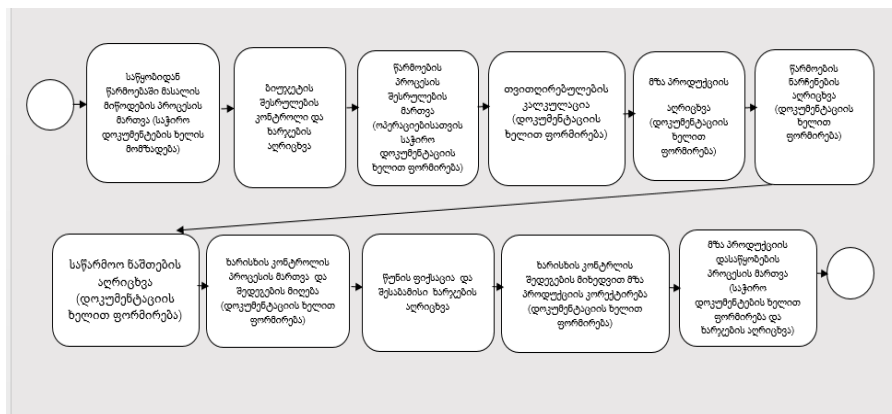 საწყობიდან
წარმოებაში მასალის
მიწოდების პროცესის
მართვა (საჭირო
დოკუმენტების ხელის
მომზადება)
ბიუჯეტის
შესრულების
კონტროლი და
ხარჯების
აღრიცხვა
წარმოების
პროცესის
შესრულების
მართვა
(ოპერაციებისათვის
საჭირო
დოკუმენტაციის
ხელით ფორმირება)
თვითღირებულების
კალკულაცია
(დოკუმენტაციის
ხელით ფორმირება)
მზა პროდუქციის
აღრიცხვა
(დოკუმენტაციის
ხელით
ფორმირება)
წარმოების
ნარჩენების
აღრიცხვა
(დოკუმენტაციის
ხელით
ფორმირება)
საწარმოო ნაშთების
აღრიცხვა
(დოკუმენტაციის
ხელით ფორმირება)
ხარისხის კონტროლის
პროცესის მართვა და
შედეგების მიღება
(დოკუმენტაციის ხელით
ფორმირება)
წუნის ფიქსაცია და
შესაბამისი ხარჯების
აღრიცხვა
ხარისხის კონტრლის
შედეგების მიხედვით მზა
პროდუქციის კორექტირება
(დოკუმენტაციის ხელით
ფორმირება)
მზა პროდუქციის
დასაწყობების
პროცესის მართვა
(საჭირო
დოკუმენტების ხელით
ფორმირება და
ხარჯების აღრიცხვა)